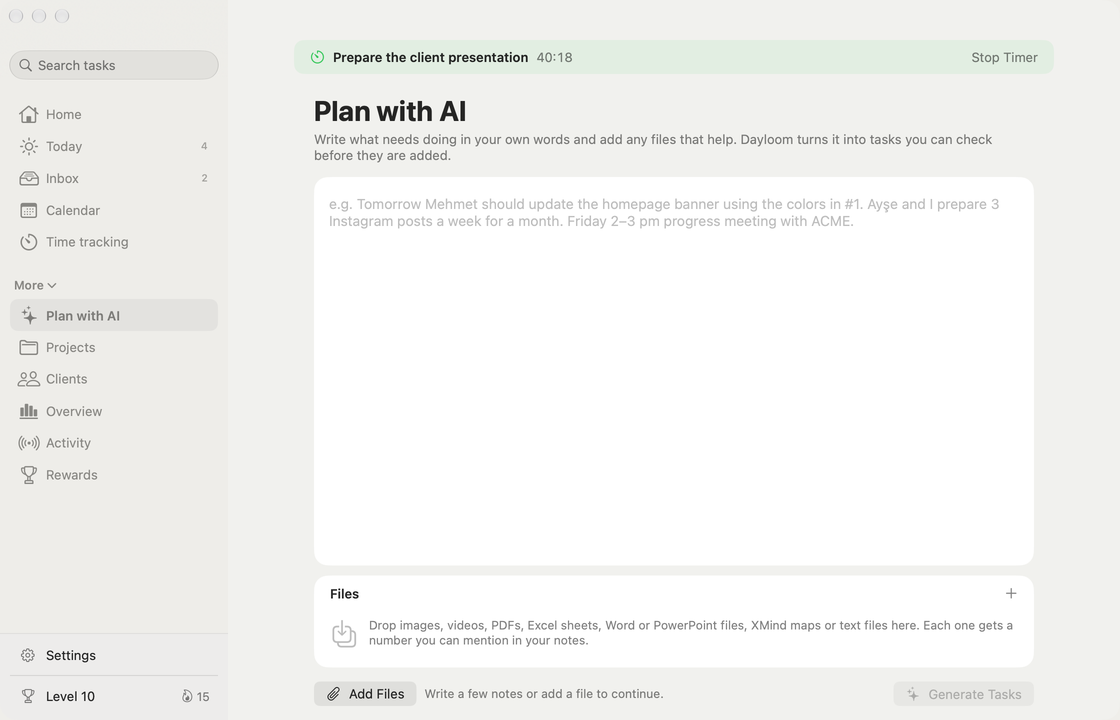 Search tasks
Home
Today 4
Inbox 2
Calendar
Time tracking
More
Plan with AI
Projects
Clients
Overview
Activity
Rewards
Settings
Level 10 15
Prepare the client presentation 40:18 Stop Timer
Plan with AI
Write what needs doing in your own words and add any files that help. Dayloom turns it into tasks you can check
before they are added.
e.g. Tomorrow Mehmet should update the homepage banner using the colors in #1. Ayşe and I prepare 3
Instagram posts a week for a month. Friday 2–3 pm progress meeting with ACME.
Files
Drop images, videos, PDFs, Excel sheets, Word or PowerPoint files, XMind maps or text files here. Each one gets a
number you can mention in your notes.
Add Files Write a few notes or add a file to continue. Generate Tasks